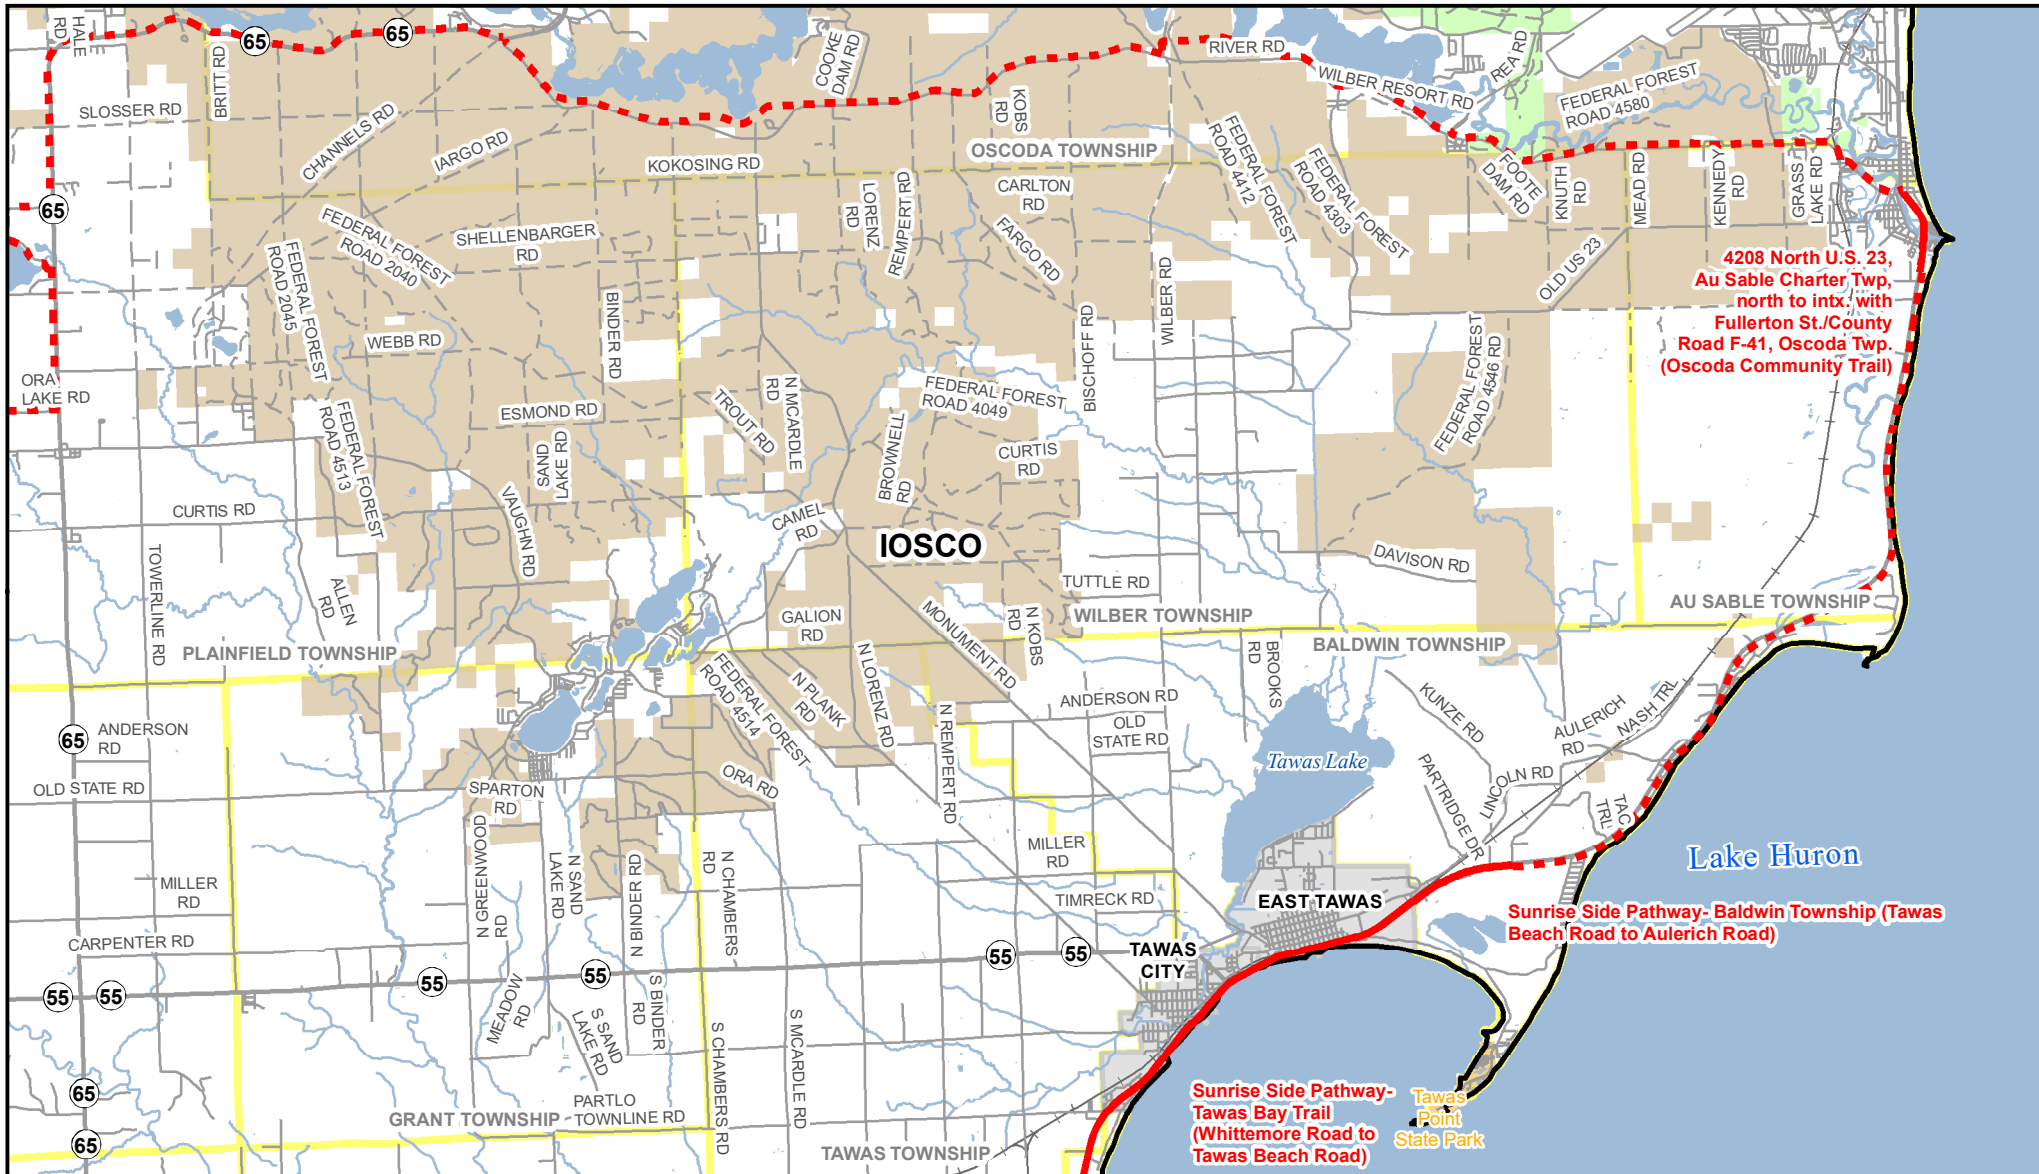 HALE
RD
65
65
BRITT RD
COOKE
DAM RD
RIVER RD
REA RD
WILBER RESORT RD
FEDERAL FOREST
ROAD 4580
SLOSSER RD
CHANNELS RD
IARGO RD
KOBS
RD
KOKOSING RD
OSCODA TOWNSHIP
FEDERAL FOREST
ROAD 4412
FEDERAL FOREST
ROAD 4303
FOOTE
DAM RD
KNUTH
RD
MEAD RD
KENNEDY
RD
GRASS
LAKE RD
65
FEDERAL FOREST
ROAD 2040
FEDERAL FOREST
ROAD 2045
SHELLENBARGER
RD
LORENZ
RD
REMPERT RD
CARLTON
RD
FARGO RD
WILBER RD
OLD US 23
4208 North U.S. 23,
Au Sable Charter Twp,
north to intx. with
Fullerton St./County
Road F-41, Oscoda Twp.
(Oscoda Community Trail)
BINDER RD
WEBB RD
BISCHOFF RD
FEDERAL FOREST
ROAD 4546 RD
ORA
LAKE RD
FEDERAL FOREST
ROAD 4513
ESMOND RD
SAND
LAKE RD
TROUT RD
N MCARDLE
RD
FEDERAL FOREST
ROAD 4049
BROWNELL
RD
CURTIS
RD
CURTIS RD
VAUGHN RD
CAMEL
RD
IOSCO
DAVISON RD
TOWERLINE RD
ALLEN
RD
TUTTLE RD
WILBER TOWNSHIP
AU SABLE TOWNSHIP
GALION
RD
MONUMENT RD
N KOBS
RD
BALDWIN TOWNSHIP
PLAINFIELD TOWNSHIP
FEDERAL FOREST
ROAD 4514
N PLANK
RD
N LORENZ RD
BROOKS
RD
KUNZE RD
AULERICH
RD
NASH TRL
65
ANDERSON
RD
ANDERSON RD
OLD
STATE RD
N REMPERT RD
Tawas Lake
PARTRIDGE DR
LINCOLN RD
TAC
TRL
OLD STATE RD
SPARTON
RD
ORA RD
N GREENWOOD
RD
N SAND
LAKE RD
N BINDER RD
N CHAMBERS
RD
MILLER
RD
MILLER
RD
Lake Huron
TIMRECK RD
EAST TAWAS
Sunrise Side Pathway- Baldwin Township (Tawas
Beach Road to Aulerich Road)
CARPENTER RD
TAWAS
CITY
55
55
55
55
55
55
MEADOW
RD
S SAND
LAKE RD
S BINDER
RD
S CHAMBERS RD
S MCARDLE RD
65
65
GRANT TOWNSHIP
PARTLO
TOWNLINE RD
TAWAS TOWNSHIP
Sunrise Side Pathway-
Tawas Bay Trail
(Whittemore Road to
Tawas Beach Road)
Tawas
Point
State Park